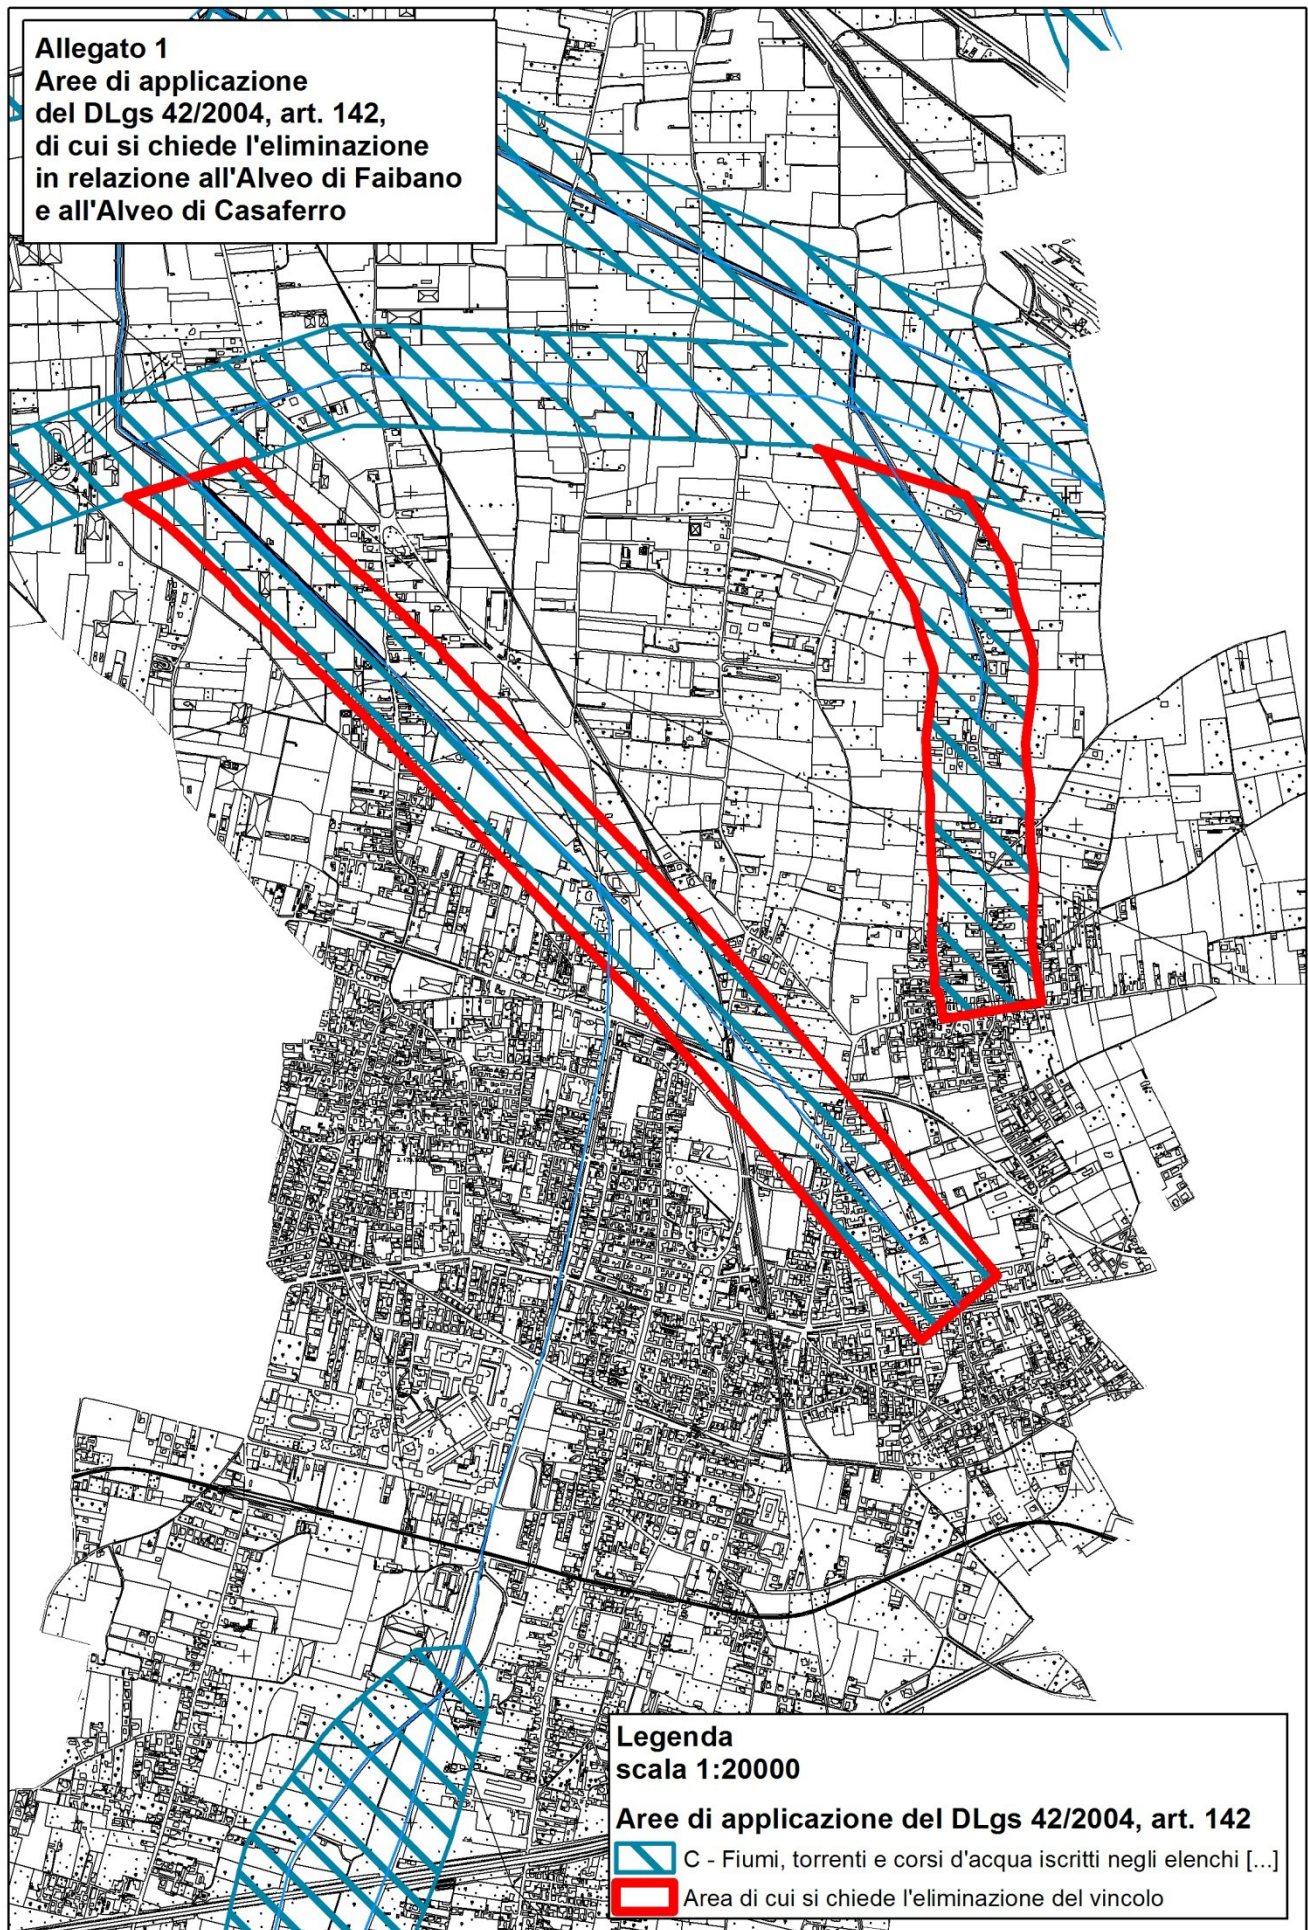 Allegato 1
Aree di applicazione
del DLgs 42/2004, art. 142,
di cui si chiede l'eliminazione
in relazione all'Alveo di Faibano
e all'Alveo di Casaferro
Legenda
scala 1:20000
Aree di applicazione del DLgs 42/2004, art. 142
C - Fiumi, torrenti e corsi d'acqua iscritti negli elenchi [...]
Area di cui si chiede l'eliminazione del vincolo